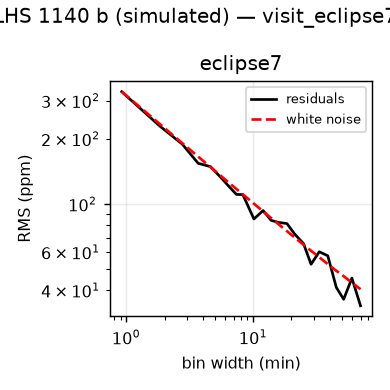 LHS 1140 b (simulated) — visit_eclipse7
eclipse7
residuals
white noise
3 × 10²
2 × 10²
10²
6 × 10¹
4 × 10¹
RMS (ppm)
10⁰
10¹
bin width (min)